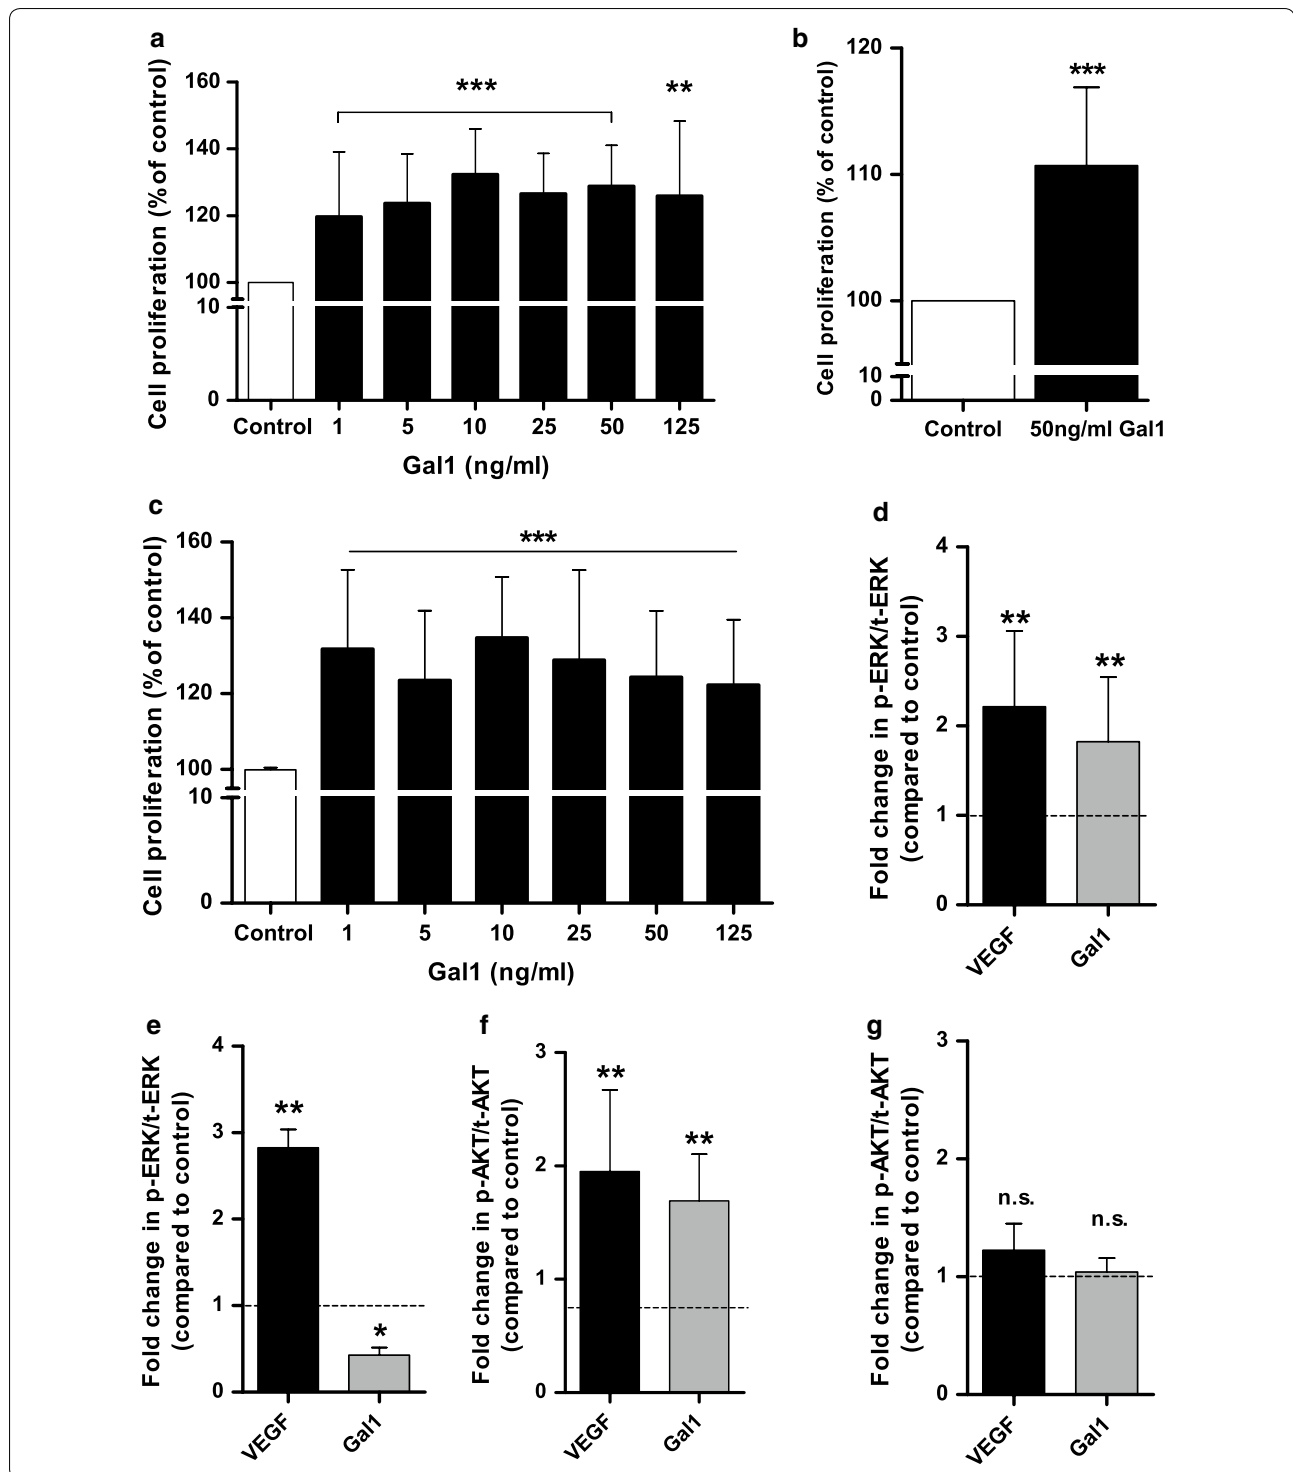 a
Cell proliferation (% of control)
160
140
120
100
10
0
***
**
Control 1 5 10 25 50 125
Gal1 (ng/ml)
b
Cell proliferation (% of control)
120
110
100
10
0
***
Control 50ng/ml Gal1
c
Cell proliferation (% of control)
160
140
120
100
10
0
***
Control 1 5 10 25 50 125
Gal1 (ng/ml)
d
Fold change in p-ERK/t-ERK
(compared to control)
4
3
2
1
0
**
**
VEGF
Gal1
e
Fold change in p-ERK/t-ERK
(compared to control)
4
3
2
1
0
**
*
VEGF
Gal1
f
Fold change in p-AKT/t-AKT
(compared to control)
3
2
1
0
**
**
VEGF
Gal1
g
Fold change in p-AKT/t-AKT
(compared to control)
3
2
1
0
n.s.
n.s.
VEGF
Gal1